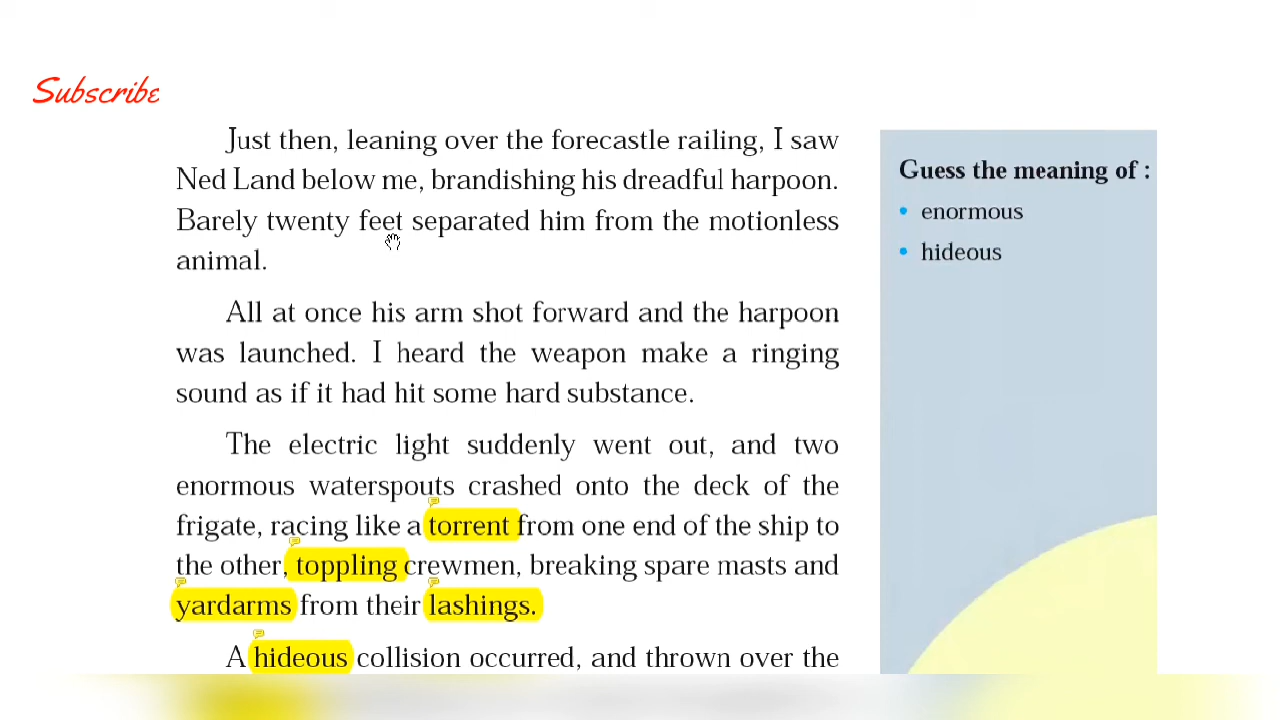 Subscribe
Just then, leaning over the forecastle railing, I saw
Ned Land below me, brandishing his dreadful harpoon.
Barely twenty feet separated him from the motionless
animal.
All at once his arm shot forward and the harpoon
was launched. I heard the weapon make a ringing
sound as if it had hit some hard substance.
The electric light suddenly went out, and two
enormous waterspouts crashed onto the deck of the
frigate, racing like a torrent from one end of the ship to
the other, toppling crewmen, breaking spare masts and
yardarms from their lashings.
A hideous collision occurred, and thrown over the
Guess the meaning of :
• enormous
• hideous